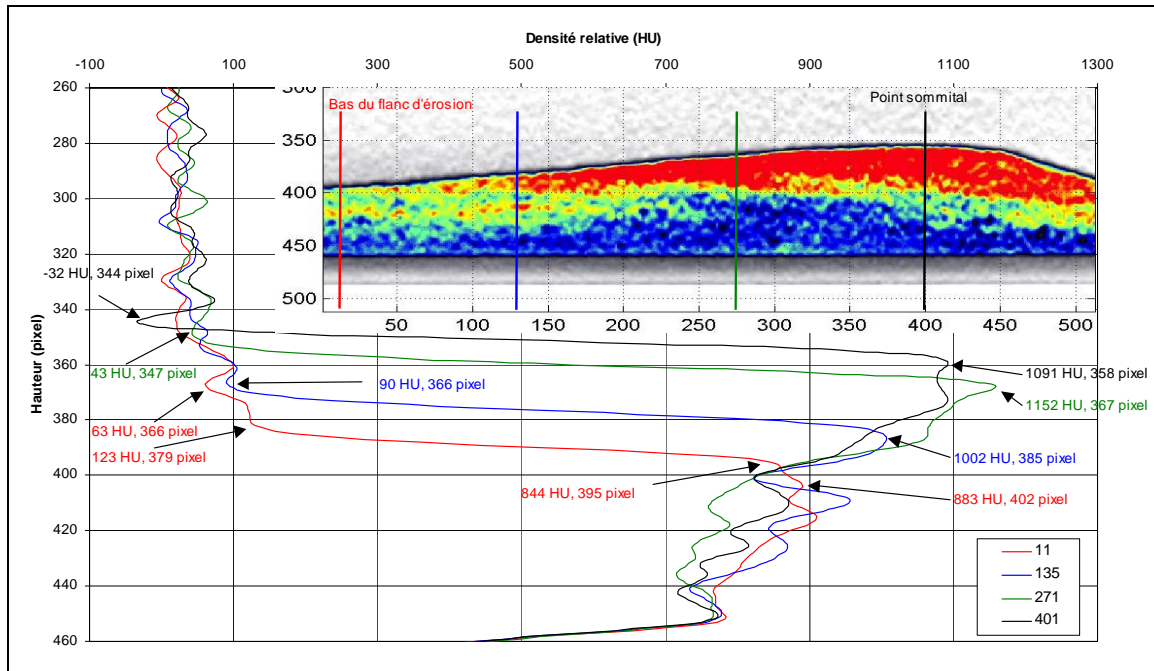 Densité relative (HU)
-100 100 300 500 700 900 1100 1300
Hauteur (pixel)
260
280
300
320
340
360
380
400
420
440
460
300
350
400
450
500
50 100 150 200 250 300 350 400 450 500
Bas du flanc d'érosion
Point sommital
-32 HU, 344 pixel
43 HU, 347 pixel
90 HU, 366 pixel
63 HU, 366 pixel
123 HU, 379 pixel
1091 HU, 358 pixel
1152 HU, 367 pixel
1002 HU, 385 pixel
844 HU, 395 pixel
883 HU, 402 pixel
11
135
271
401